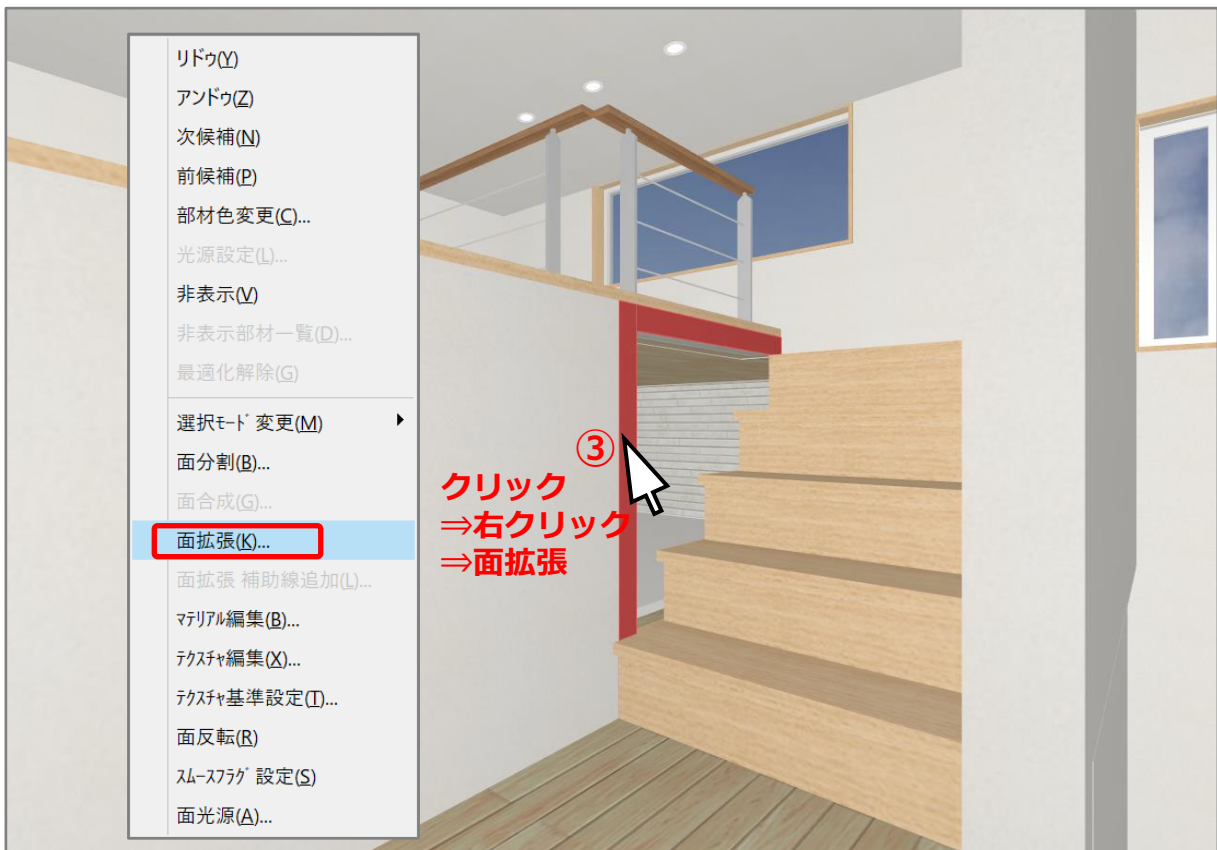 リドゥ(Y)
アンドゥ(Z)
次候補(N)
前候補(P)
部材色変更(C)...
光源設定(L)...
非表示(V)
非表示部材一覧(D)...
最適化解除(G)
選択ﾓｰﾄﾞ変更(M)
面分割(B)...
面合成(G)...
面拡張(K)...
面拡張 補助線追加(L)...
ﾏﾃﾘｱﾙ編集(B)...
ﾃｸｽﾁｬ編集(X)...
ﾃｸｽﾁｬ基準設定(T)...
面反転(R)
ｽﾑｰｽﾌﾗｸﾞ設定(S)
面光源(A)...
③
クリック
⇒右クリック
⇒面拡張